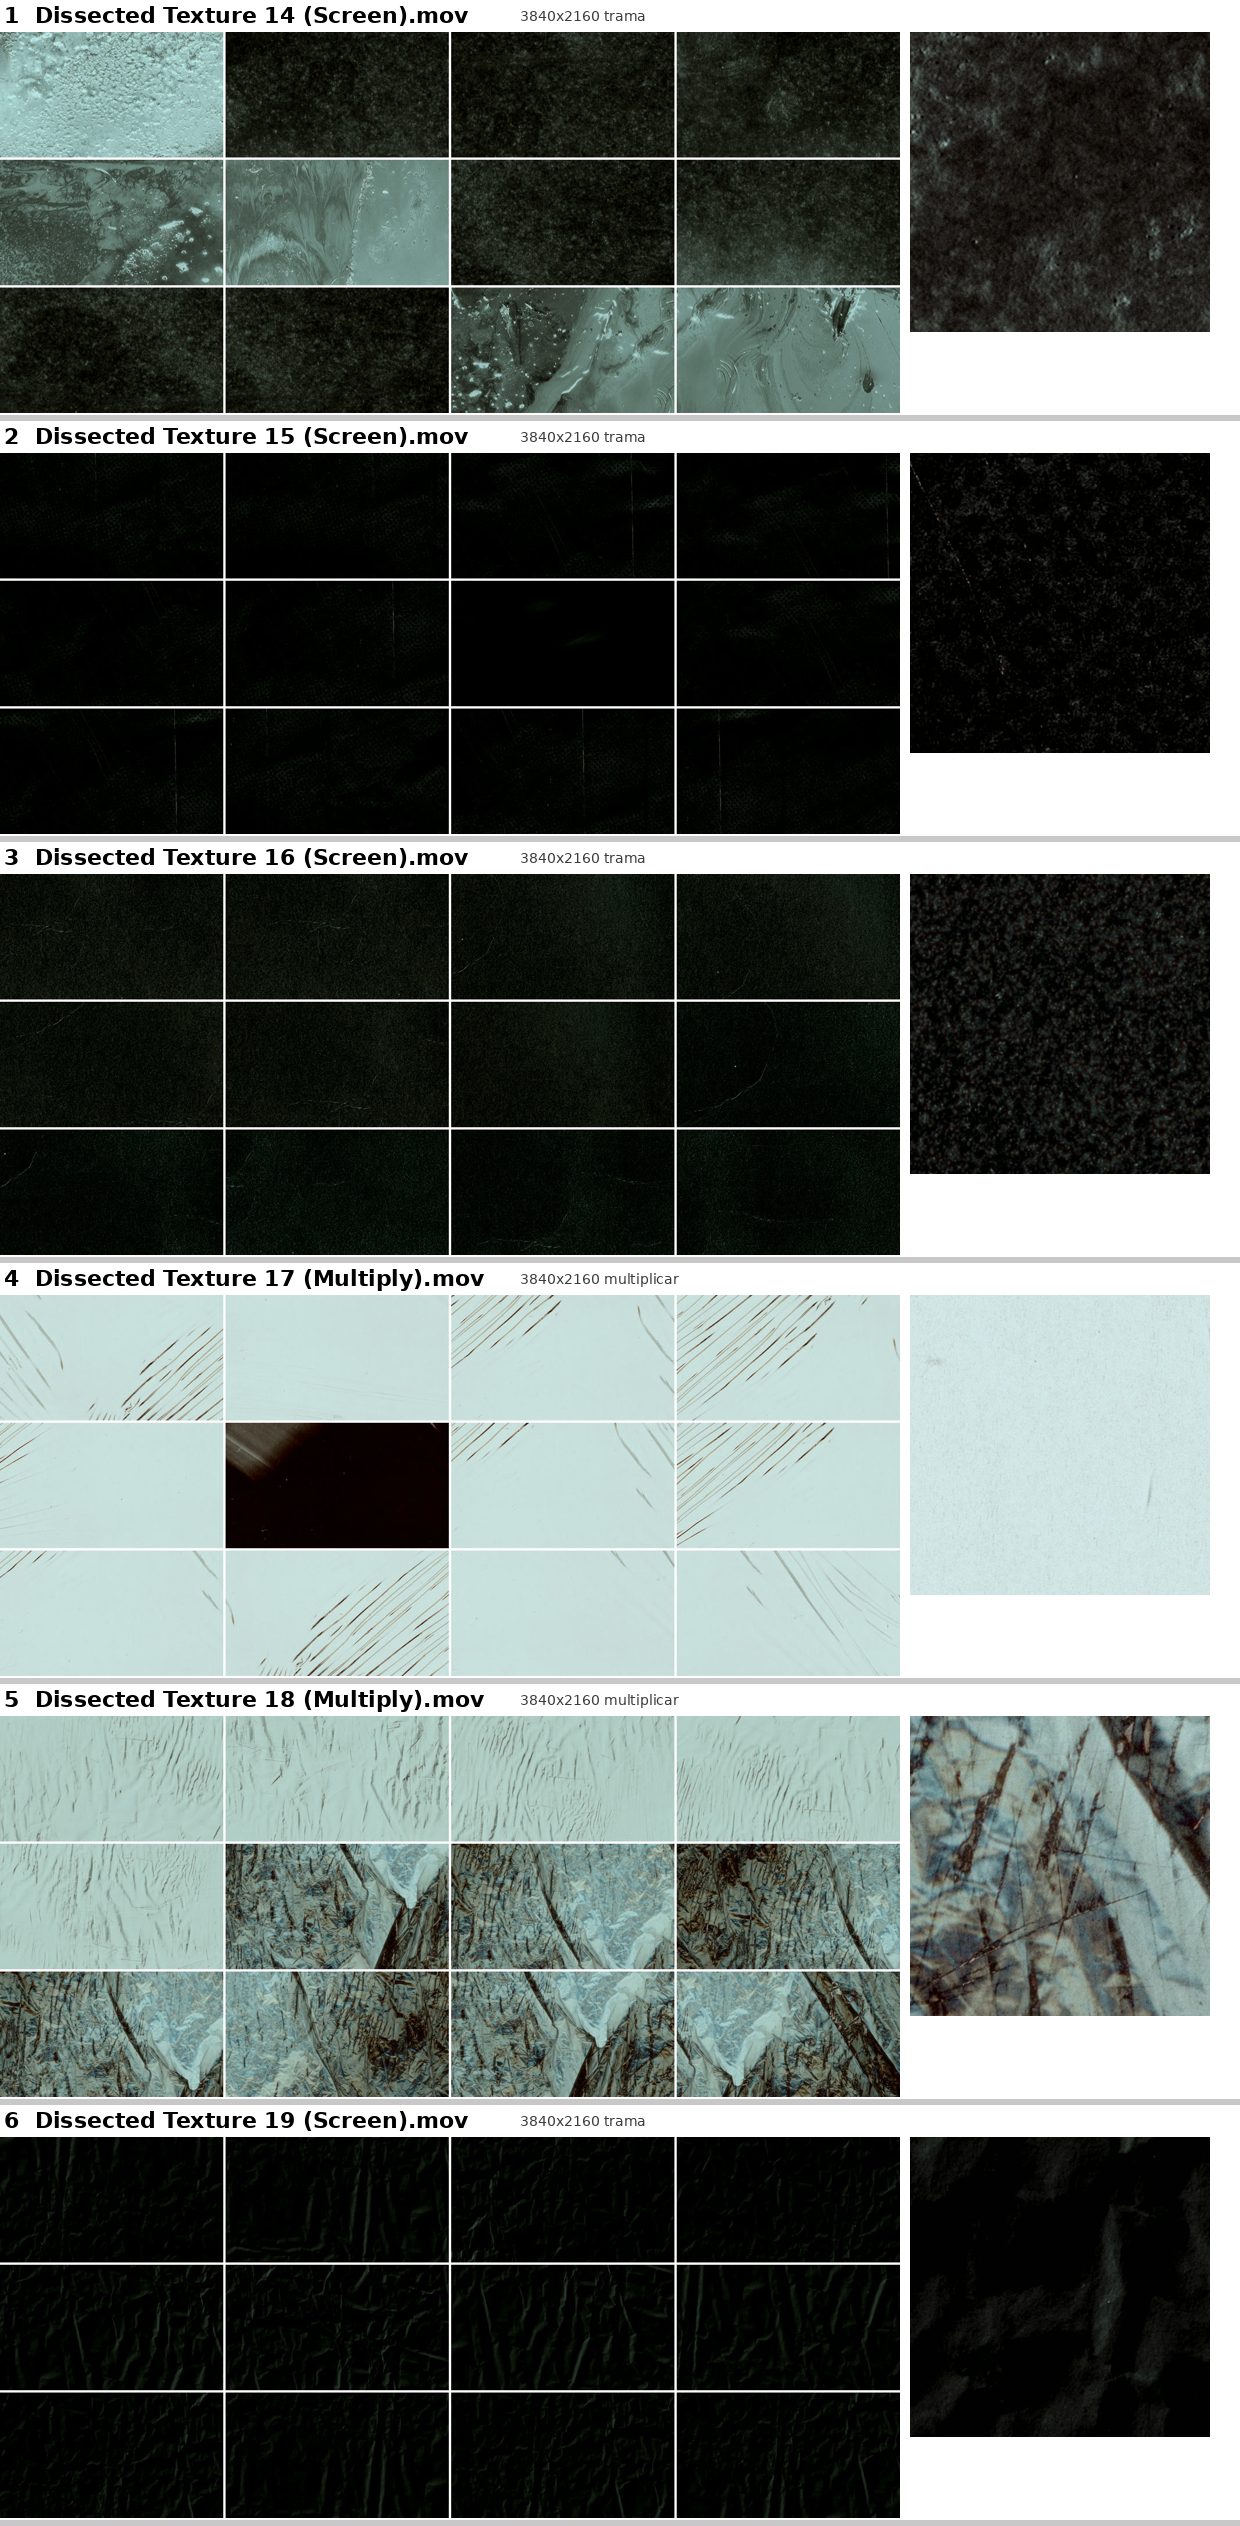 1 Dissected Texture 14 (Screen).mov 3840x2160 trama
2 Dissected Texture 15 (Screen).mov 3840x2160 trama
3 Dissected Texture 16 (Screen).mov 3840x2160 trama
4 Dissected Texture 17 (Multiply).mov 3840x2160 multiplicar
5 Dissected Texture 18 (Multiply).mov 3840x2160 multiplicar
6 Dissected Texture 19 (Screen).mov 3840x2160 trama